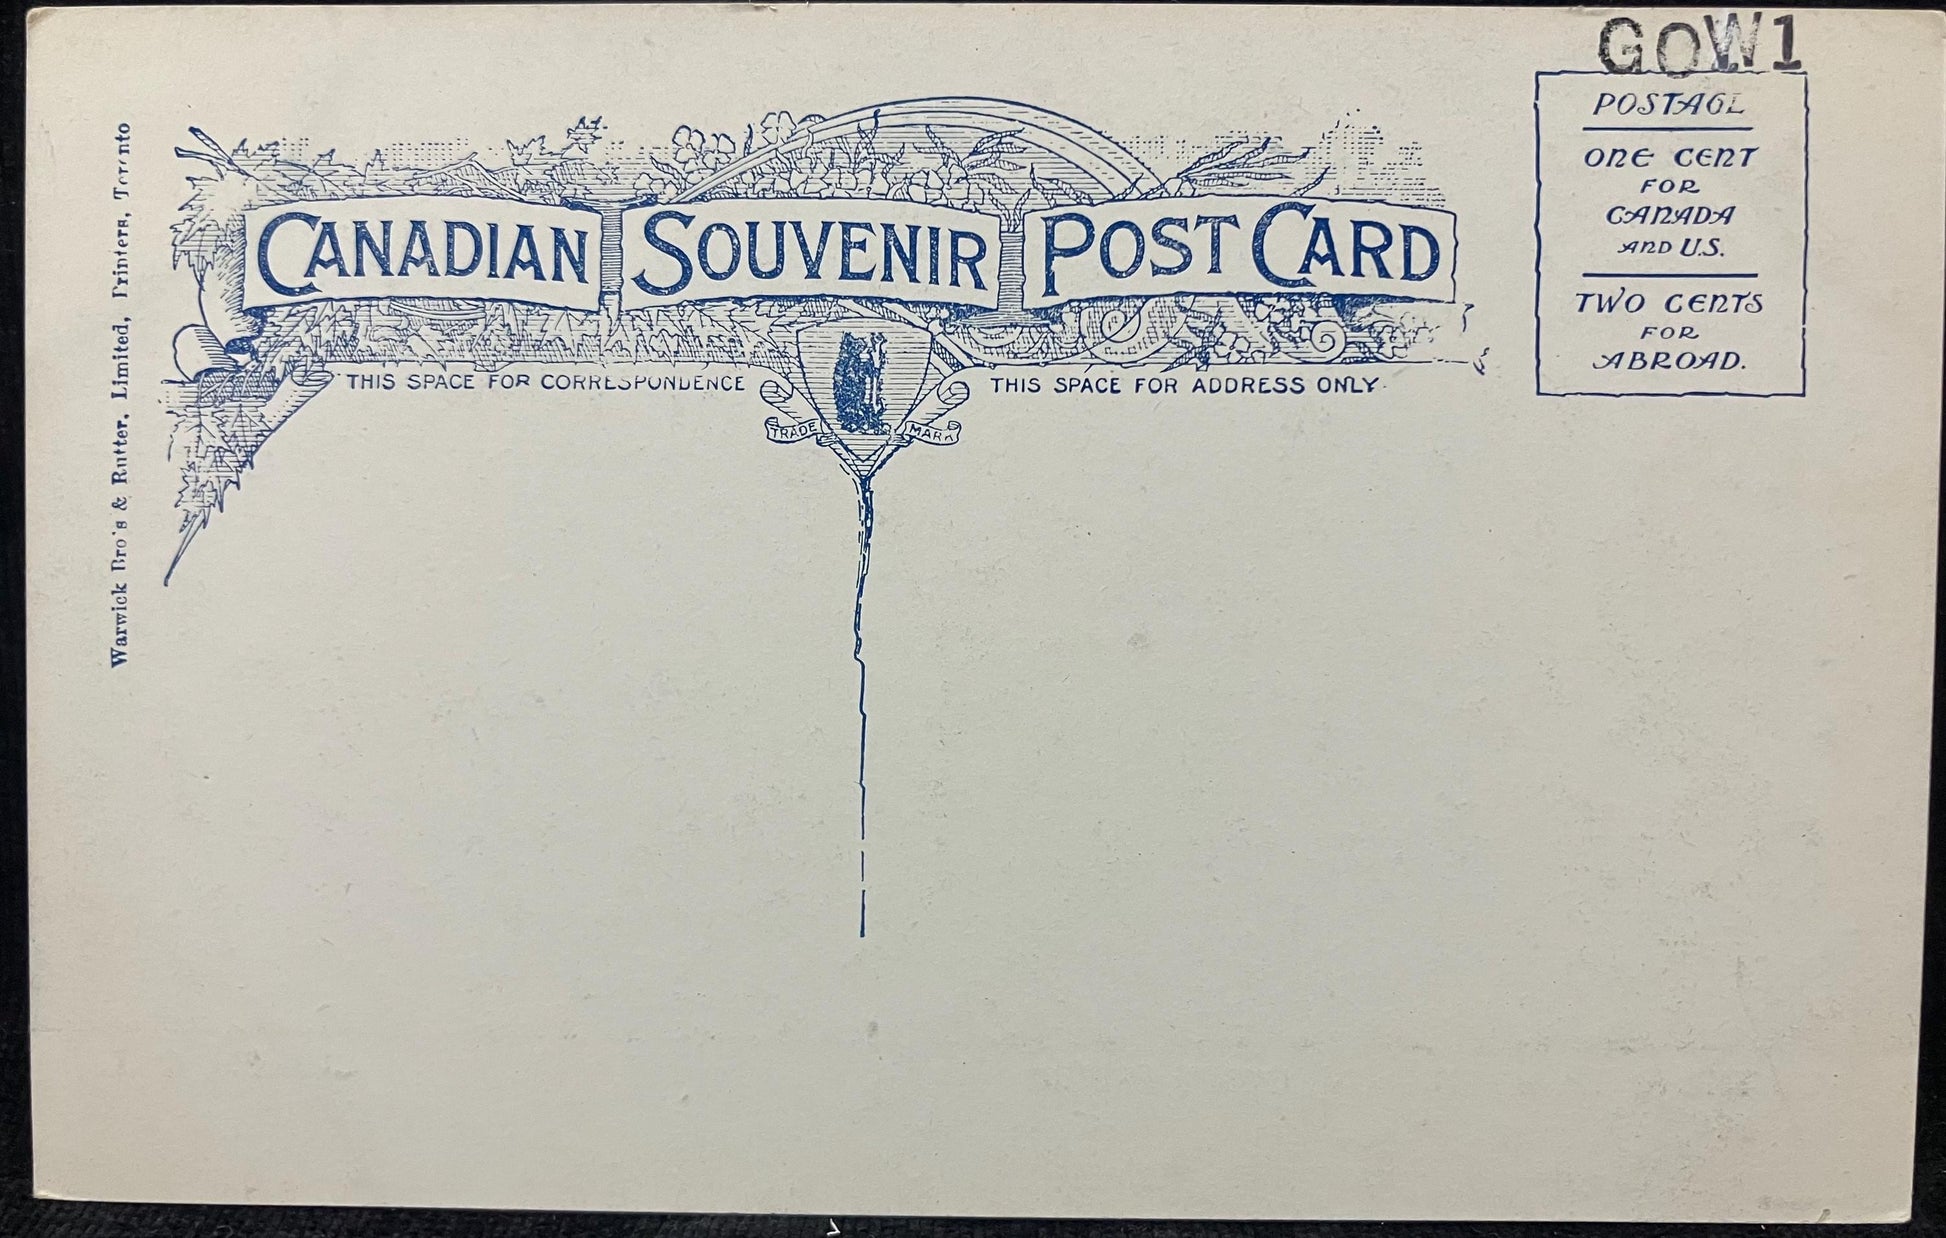 GOW1
Warwick Bro's & Rutter, Limited, Printers, Toronto
CANADIAN SOUVENIR POST CARD
THIS SPACE FOR CORRESPONDENCE
THIS SPACE FOR ADDRESS ONLY
TRADE MARK
POSTAGE
ONE CENT
FOR
CANADA
AND U.S.
TWO CENTS
FOR
ABROAD.